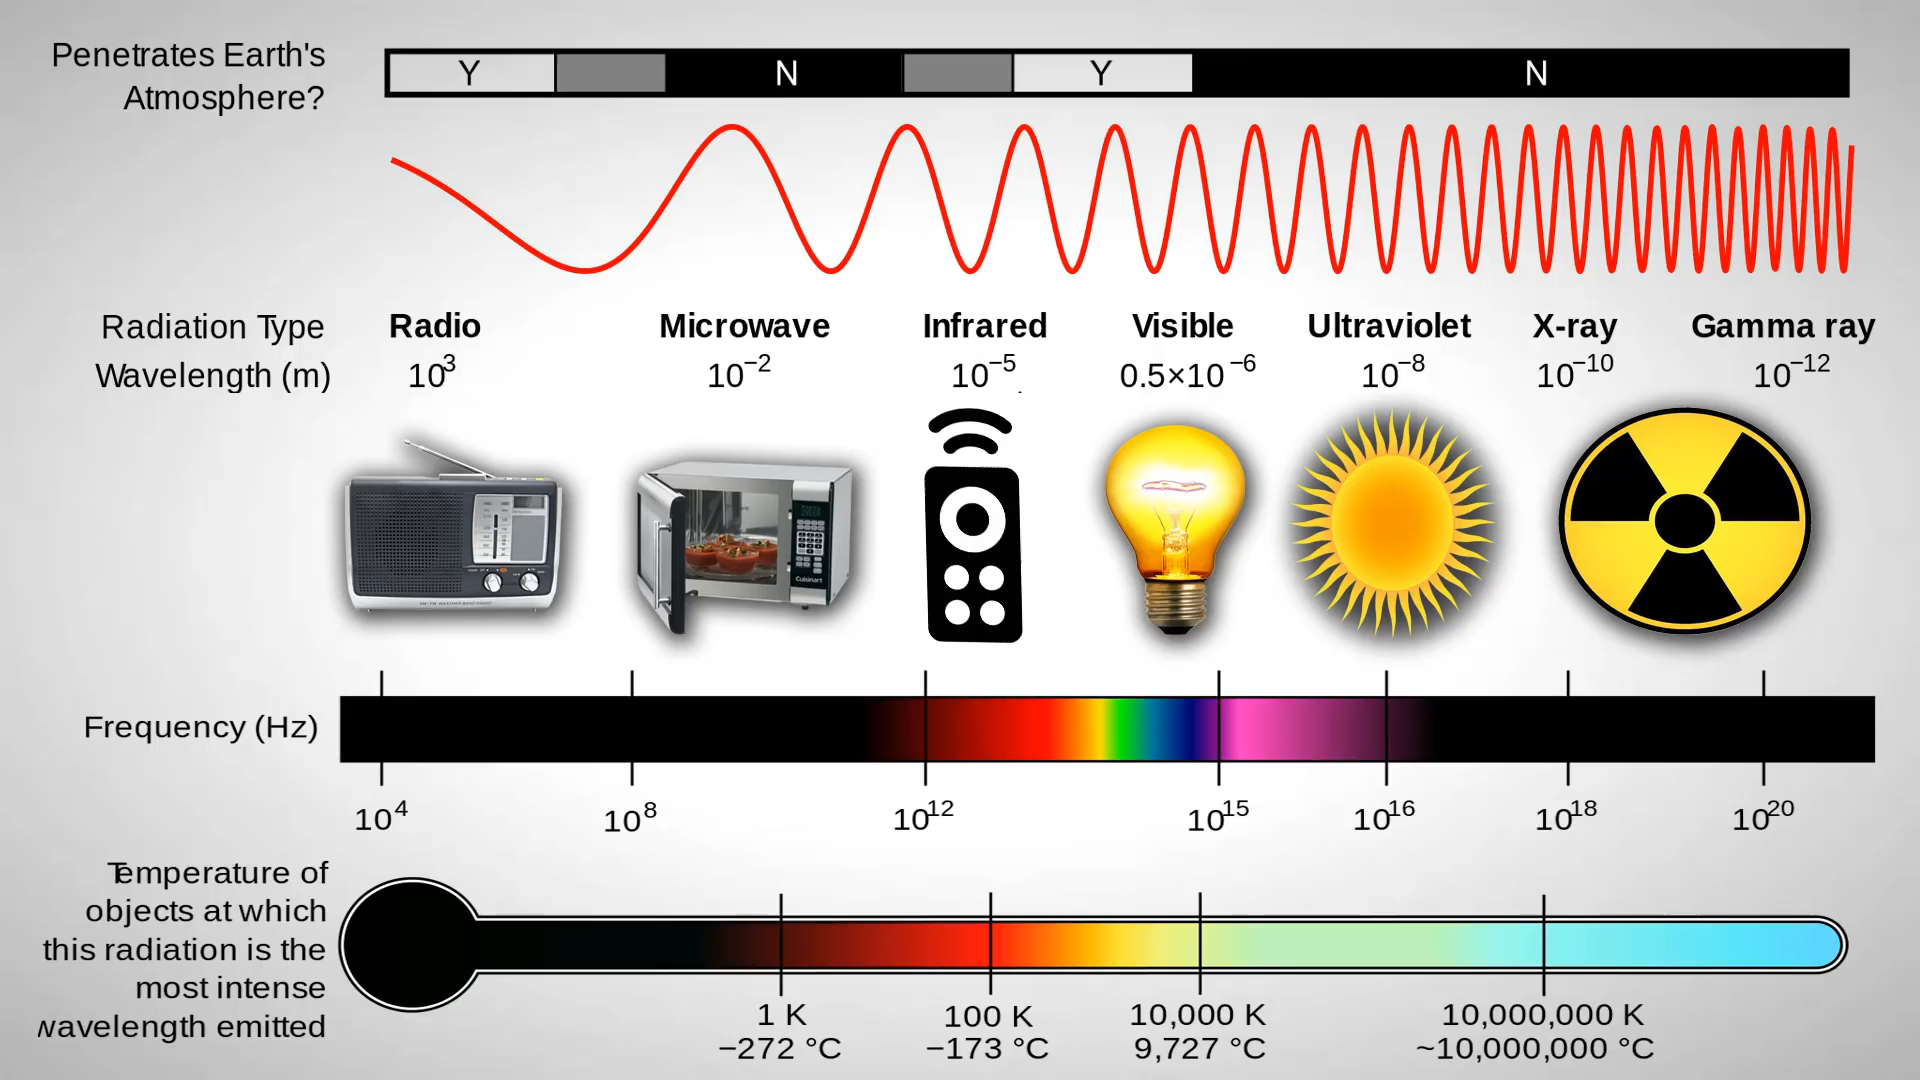 Penetrates Earth's
Atmosphere?
Y N Y N
Radiation Type Radio Microwave Infrared Visible Ultraviolet X-ray Gamma ray
Wavelength (m) 10³ 10⁻² 10⁻⁵ 0.5×10⁻⁶ 10⁻⁸ 10⁻¹⁰ 10⁻¹²
Cuisinart
Frequency (Hz)
10⁴ 10⁸ 10¹² 10¹⁵ 10¹⁶ 10¹⁸ 10²⁰
Temperature of
objects at which
this radiation is the
most intense
wavelength emitted
1 K 100 K 10,000 K 10,000,000 K
−272 °C −173 °C 9,727 °C ~10,000,000 °C